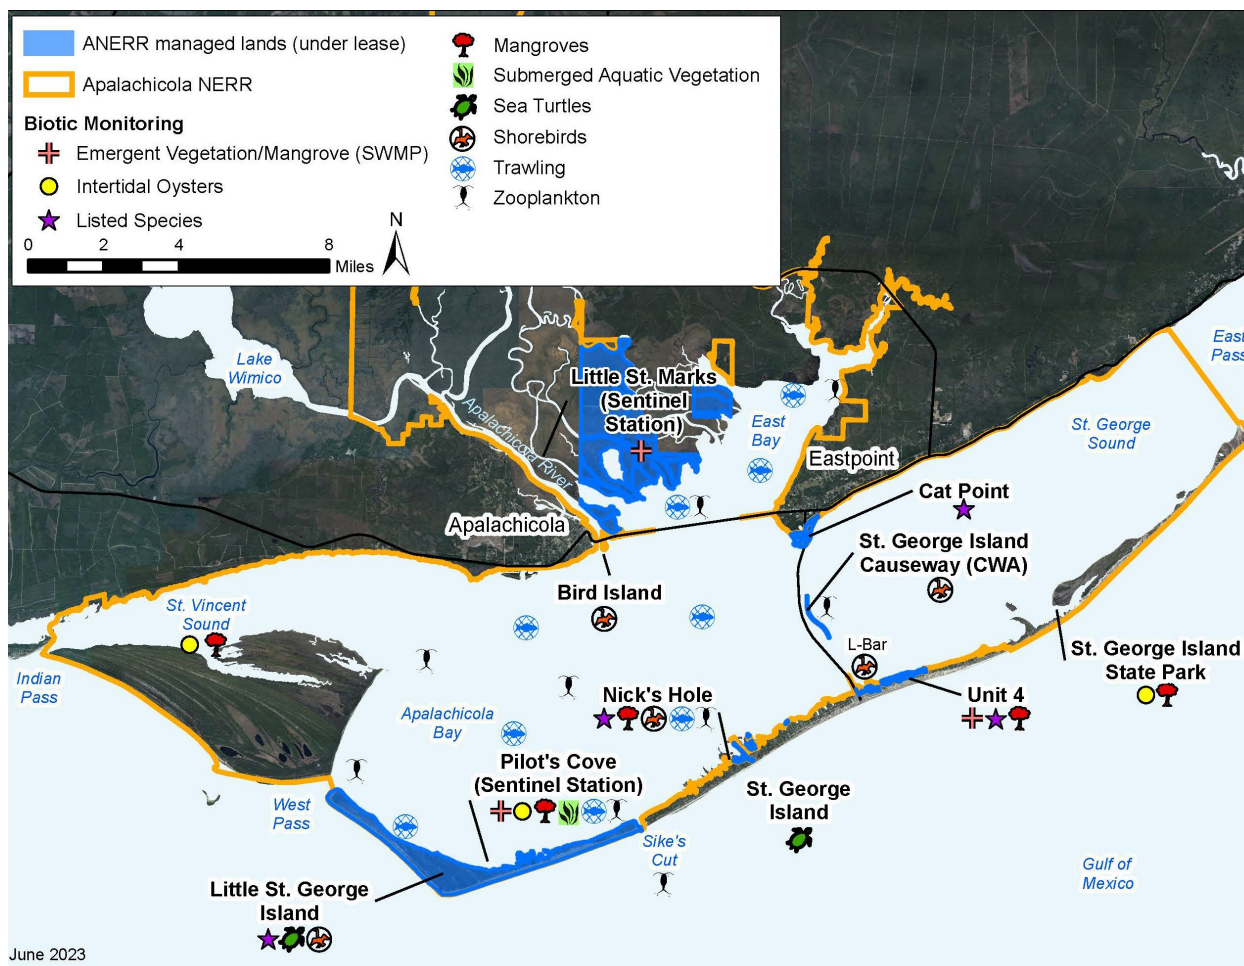 ANERR managed lands (under lease)
Apalachicola NERR
Biotic Monitoring
Emergent Vegetation/Mangrove (SWMP)
Intertidal Oysters
Listed Species
Mangroves
Submerged Aquatic Vegetation
Sea Turtles
Shorebirds
Trawling
Zooplankton
N
0 2 4 8
Miles
Lake
Wimico
Apalachicola River
Little St. Marks
(Sentinel
Station)
East
Bay
East
Pass
St. George
Sound
Eastpoint
Apalachicola
Cat Point
St. George Island
Causeway (CWA)
Bird Island
St. Vincent
Sound
Indian
Pass
L-Bar
St. George Island
State Park
Unit 4
Nick's Hole
Apalachicola
Bay
Pilot's Cove
(Sentinel Station)
St. George
Island
West
Pass
Sike's
Cut
Gulf of
Mexico
Little St. George
Island
June 2023